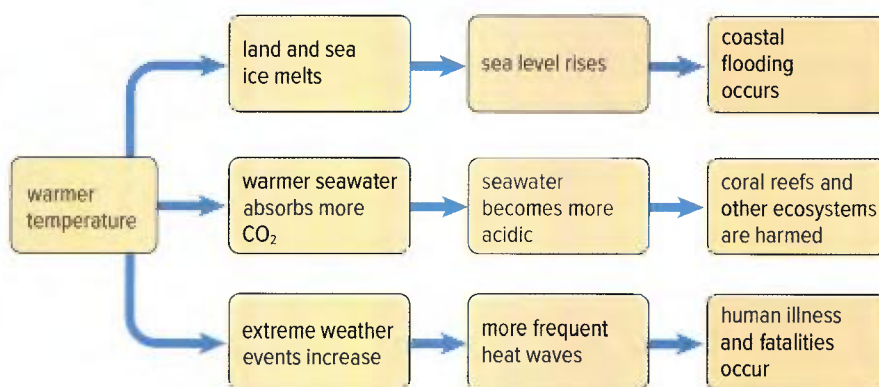 warmer
temperature
land and sea
ice melts
sea level rises
coastal
flooding
occurs
warmer seawater
absorbs more
CO₂
seawater
becomes more
acidic
coral reefs and
other ecosystems
are harmed
extreme weather
events increase
more frequent
heat waves
human illness
and fatalities
occur